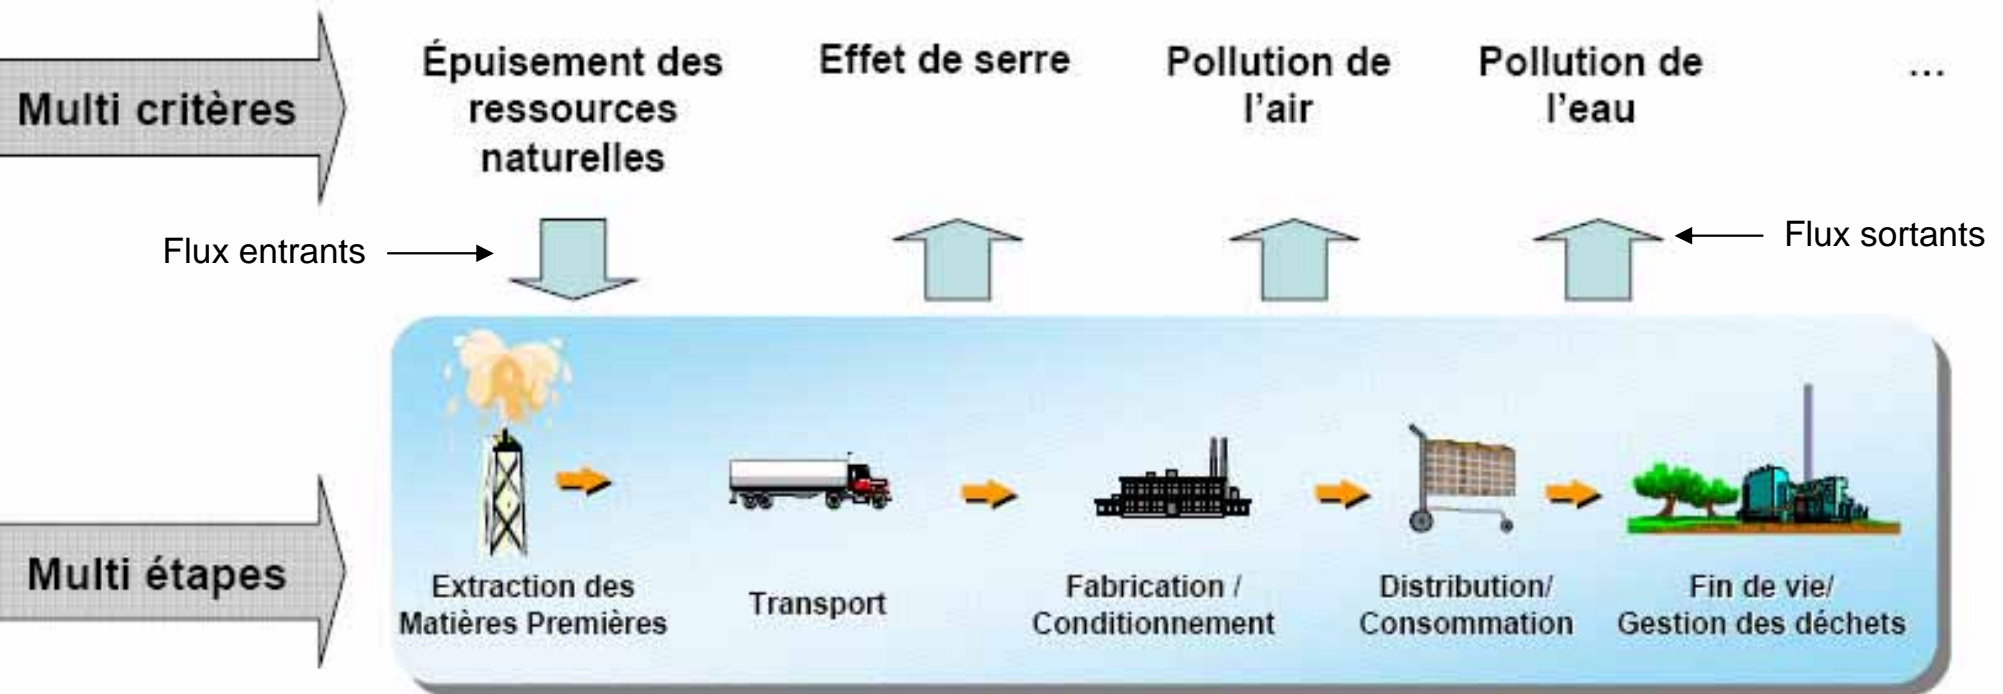 Multi critères
Épuisement des
ressources
naturelles
Effet de serre
Pollution de
l'air
Pollution de
l'eau
...
Flux entrants
Flux sortants
Multi étapes
Extraction des
Matières Premières
Transport
Fabrication /
Conditionnement
Distribution/
Consommation
Fin de vie/
Gestion des déchets